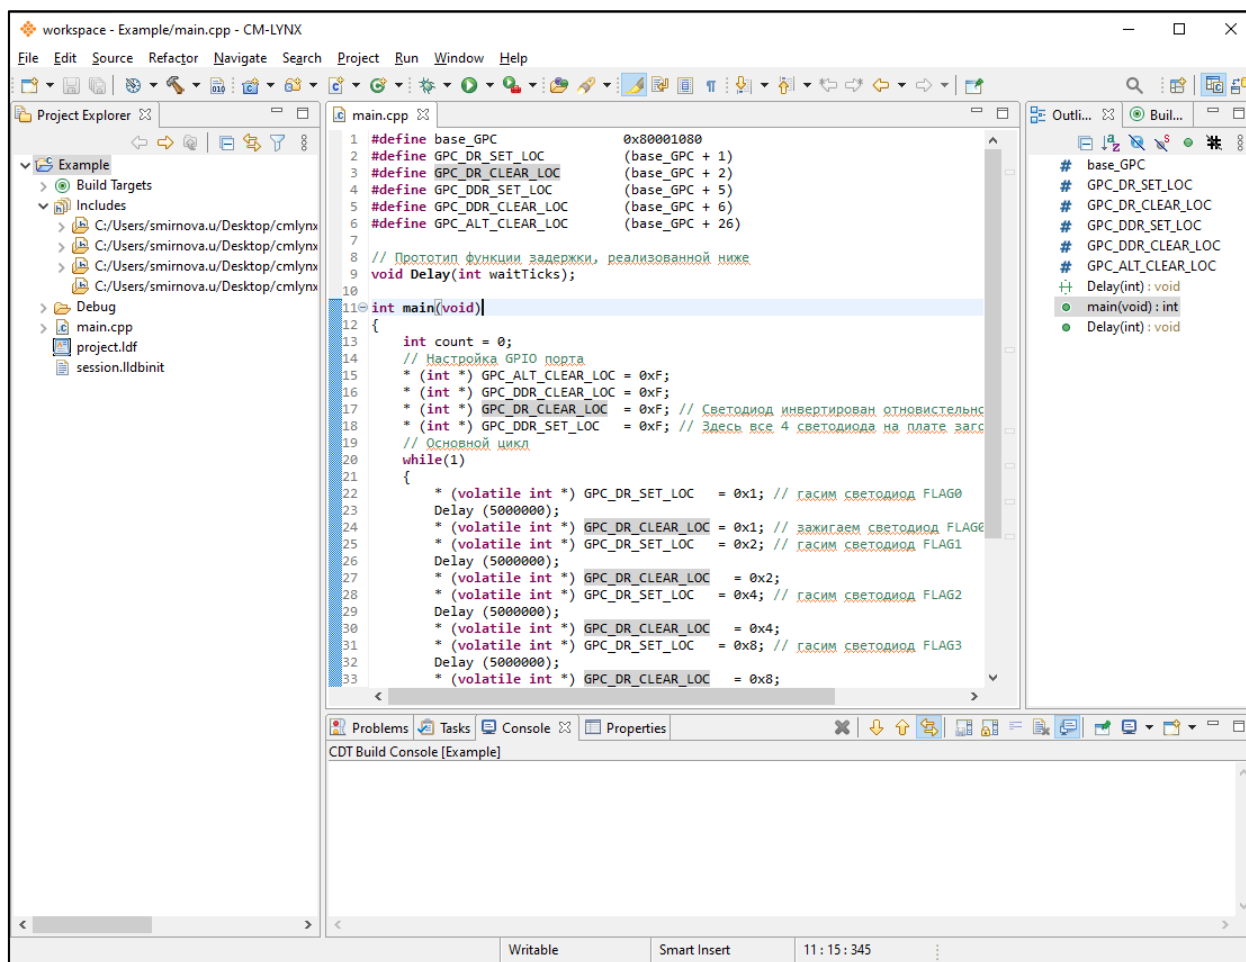 workspace - Example/main.cpp - CM-LYNX
File Edit Source Refactor Navigate Search Project Run Window Help
Project Explorer
Example
Build Targets
Includes
C:/Users/smirnova.u/Desktop/cmlynx
C:/Users/smirnova.u/Desktop/cmlynx
C:/Users/smirnova.u/Desktop/cmlynx
C:/Users/smirnova.u/Desktop/cmlynx
Debug
main.cpp
project.ldf
session.lldbinit
main.cpp
1 #define base_GPC 0x80001080
2 #define GPC_DR_SET_LOC (base_GPC + 1)
3 #define GPC_DR_CLEAR_LOC (base_GPC + 2)
4 #define GPC_DDR_SET_LOC (base_GPC + 5)
5 #define GPC_DDR_CLEAR_LOC (base_GPC + 6)
6 #define GPC_ALT_CLEAR_LOC (base_GPC + 26)
7
8 // Прототип функции задержки, реализованной ниже
9 void Delay(int waitTicks);
10
11 int main(void)
12 {
13 int count = 0;
14 // Настройка GPIO порта
15 * (int *) GPC_ALT_CLEAR_LOC = 0xF;
16 * (int *) GPC_DDR_CLEAR_LOC = 0xF;
17 * (int *) GPC_DR_CLEAR_LOC = 0xF; // Светодиод инвертирован отновистельно
18 * (int *) GPC_DDR_SET_LOC = 0xF; // Здесь все 4 светодиода на плате заго
19 // Основной цикл
20 while(1)
21 {
22 * (volatile int *) GPC_DR_SET_LOC = 0x1; // гасим светодиод FLAG0
23 Delay (5000000);
24 * (volatile int *) GPC_DR_CLEAR_LOC = 0x1; // зажигаем светодиод FLAG0
25 * (volatile int *) GPC_DR_SET_LOC = 0x2; // гасим светодиод FLAG1
26 Delay (5000000);
27 * (volatile int *) GPC_DR_CLEAR_LOC = 0x2;
28 * (volatile int *) GPC_DR_SET_LOC = 0x4; // гасим светодиод FLAG2
29 Delay (5000000);
30 * (volatile int *) GPC_DR_CLEAR_LOC = 0x4;
31 * (volatile int *) GPC_DR_SET_LOC = 0x8; // гасим светодиод FLAG3
32 Delay (5000000);
33 * (volatile int *) GPC_DR_CLEAR_LOC = 0x8;
Outli... Buil...
# base_GPC
# GPC_DR_SET_LOC
# GPC_DR_CLEAR_LOC
# GPC_DDR_SET_LOC
# GPC_DDR_CLEAR_LOC
# GPC_ALT_CLEAR_LOC
Delay(int) : void
main(void) : int
Delay(int) : void
Problems Tasks Console Properties
CDT Build Console [Example]
Writable Smart Insert 11 : 15 : 345